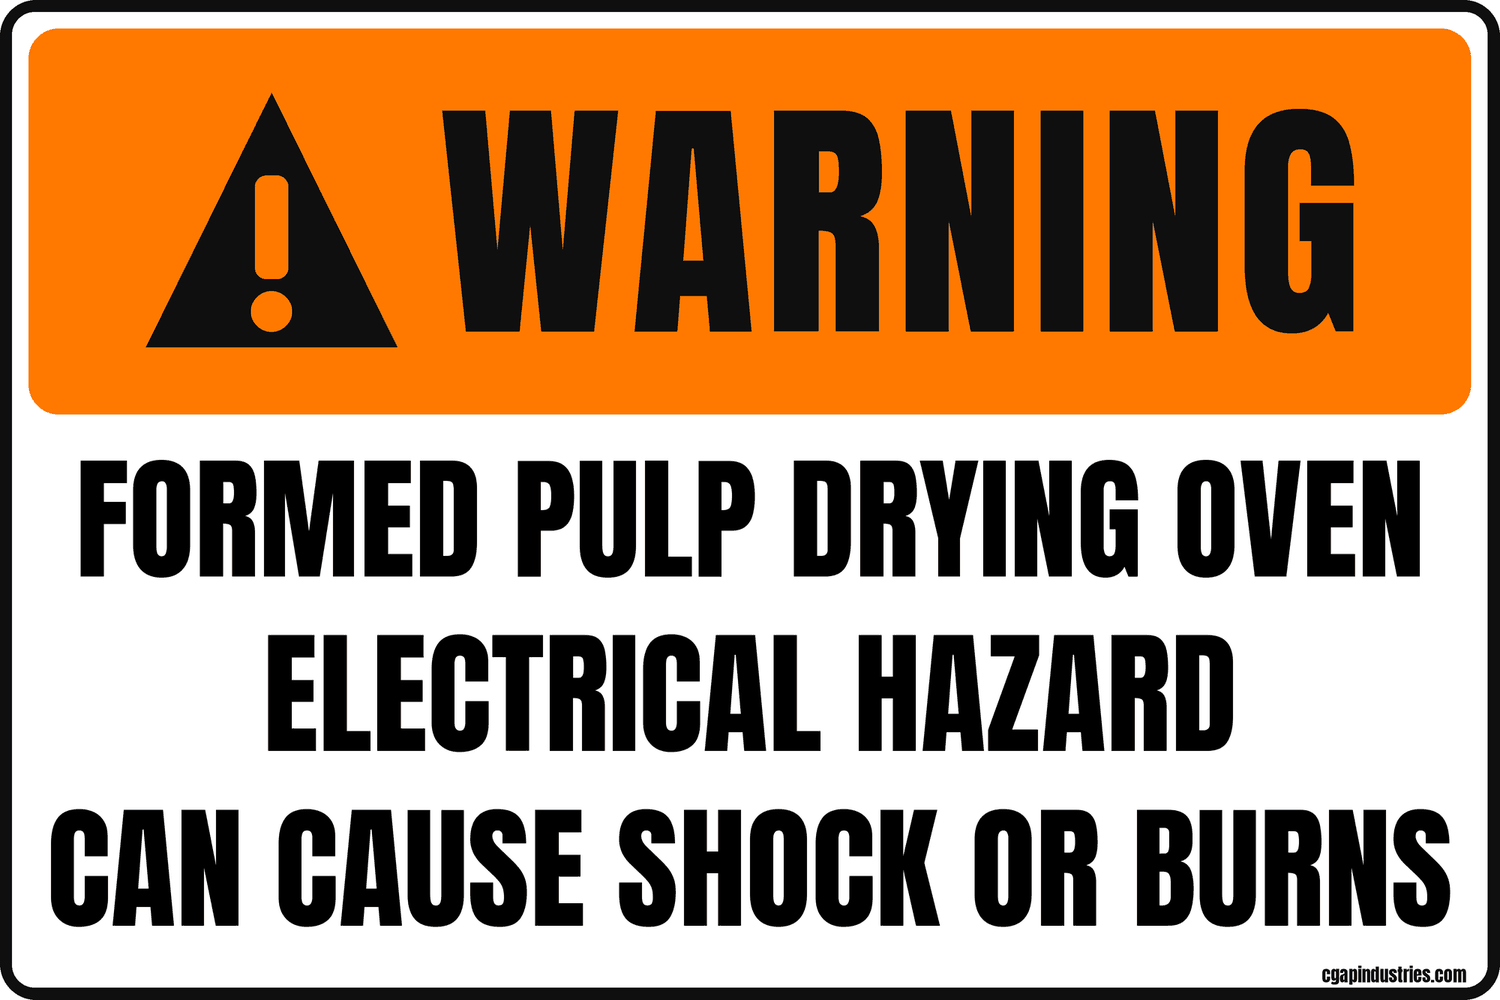 WARNING
FORMED PULP DRYING OVEN
ELECTRICAL HAZARD
CAN CAUSE SHOCK OR BURNS
cgapindustries.com